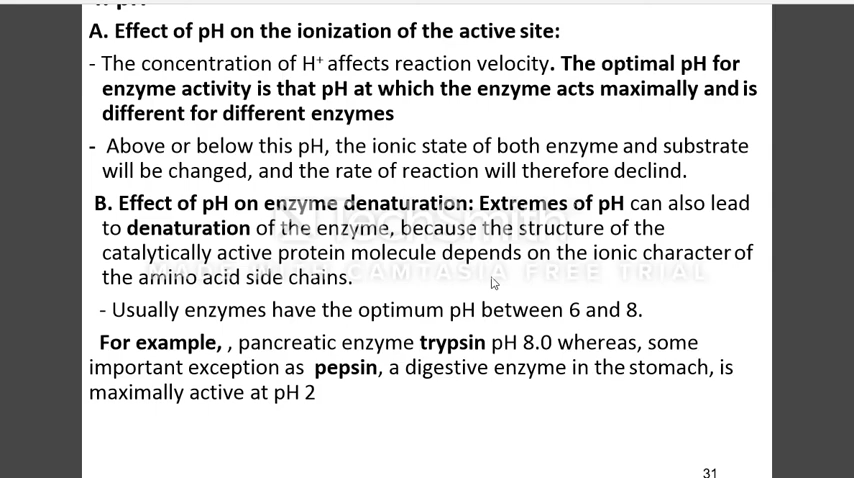 A. Effect of pH on the ionization of the active site:
- The concentration of H⁺ affects reaction velocity. The optimal pH for
enzyme activity is that pH at which the enzyme acts maximally and is
different for different enzymes
- Above or below this pH, the ionic state of both enzyme and substrate
will be changed, and the rate of reaction will therefore declind.
B. Effect of pH on enzyme denaturation: Extremes of pH can also lead
to denaturation of the enzyme, because the structure of the
catalytically active protein molecule depends on the ionic character of
the amino acid side chains.
TechSmith
MADE WITH CAMTASIA FREE TRIAL
- Usually enzymes have the optimum pH between 6 and 8.
For example, , pancreatic enzyme trypsin pH 8.0 whereas, some
important exception as pepsin, a digestive enzyme in the stomach, is
maximally active at pH 2
31